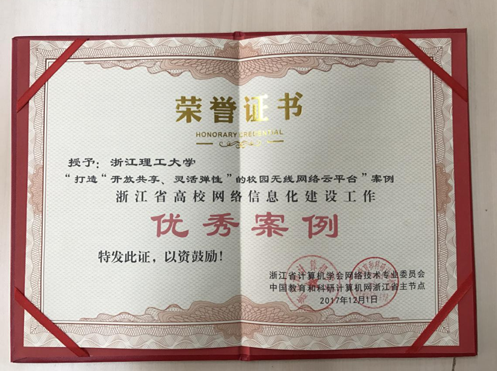 荣誉证书
HONORARY CREDENTIAL
授予：浙江理工大学
“打造“开放共享、灵活弹性”的校园无线网络云平台”案例
浙江省高校网络信息化建设工作
优秀案例
特发此证，以资鼓励！
浙江省计算机学会网络技术专业委员会
中国教育和科研计算机网浙江省主节点
2017年12月1日